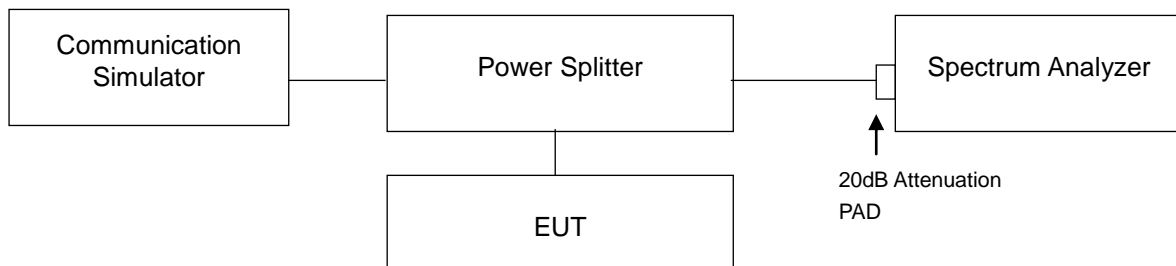 Communication
Simulator
Power Splitter
Spectrum Analyzer
20dB Attenuation
PAD
EUT